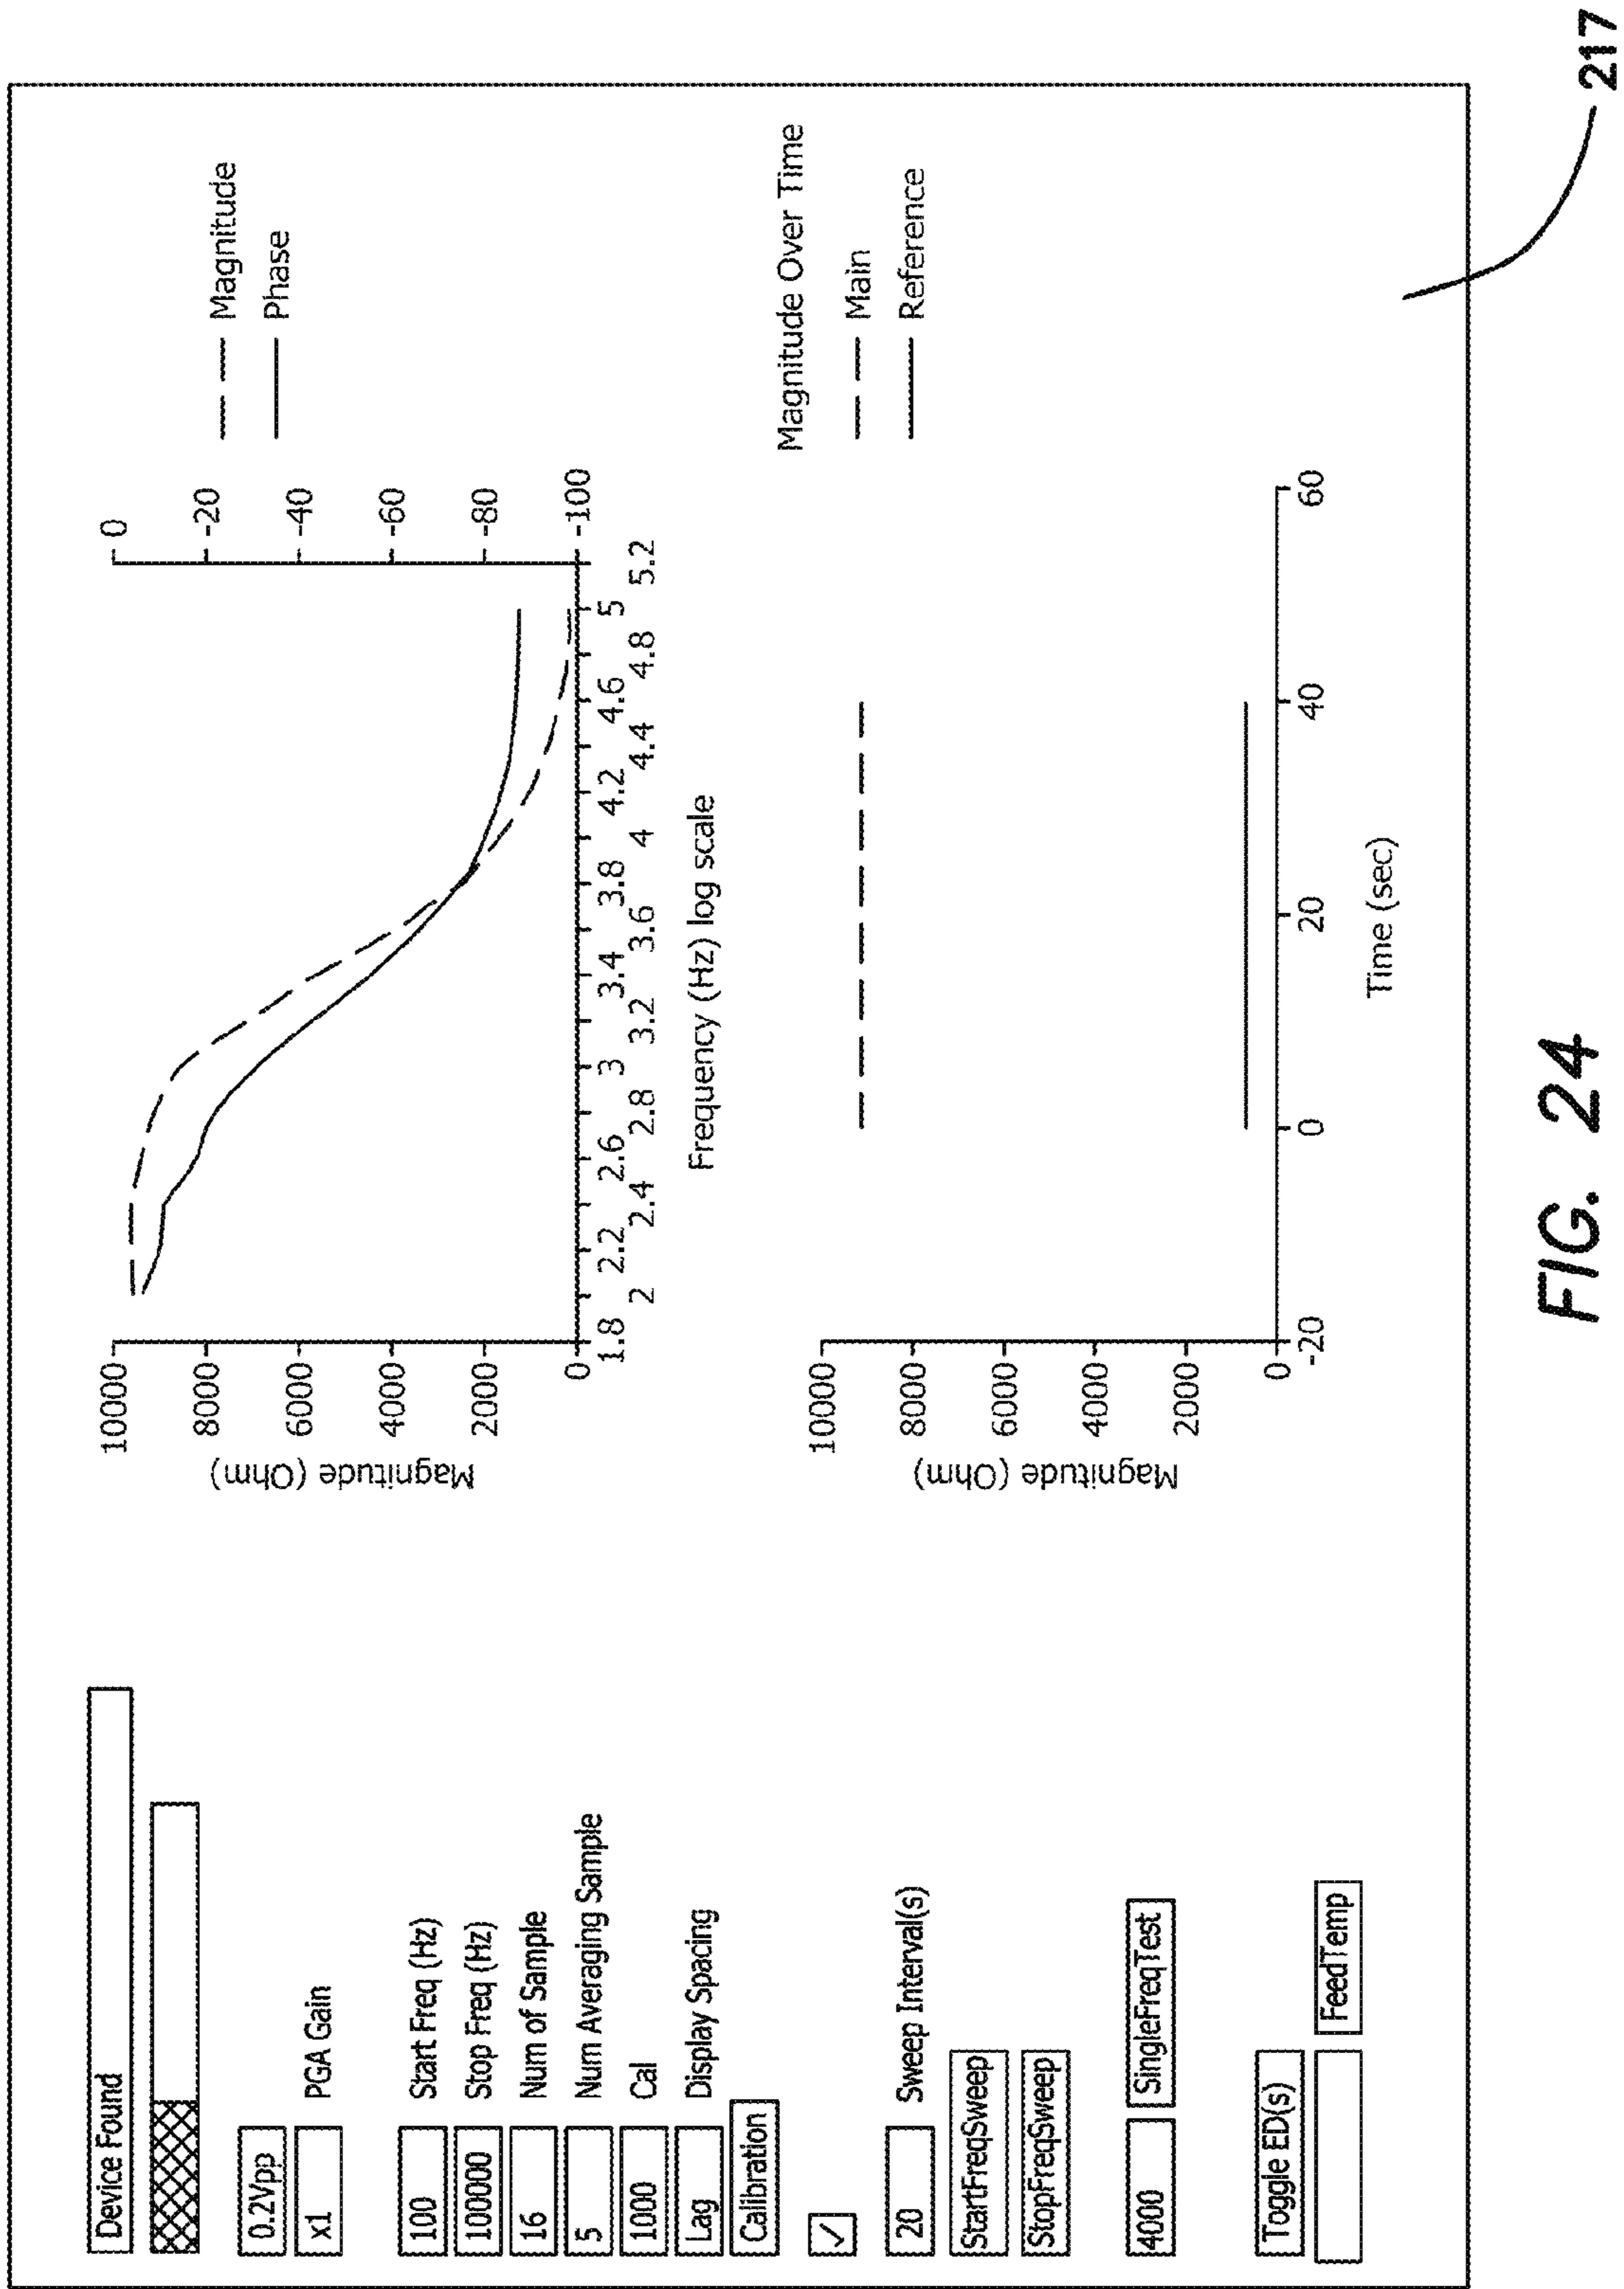 Device Found
0.2Vpp
x1 PGA Gain
100 Start Freq (Hz)
100000 Stop Freq (Hz)
16 Num of Sample
5 Num Averaging Sample
1000 Cal
Lag Display Spacing
Calibration
✓
20 Sweep Interval(s)
StartFreqSweep
StopFreqSweep
4000 SingleFreqTest
Toggle ED(s)
FeedTemp
Magnitude (Ohm)
10000
8000
6000
4000
2000
0
1.8 2 2.2 2.4 2.6 2.8 3 3.2 3.4 3.6 3.8 4 4.2 4.4 4.6 4.8 5 5.2
Frequency (Hz) log scale
0
-20
-40
-60
-80
-100
Magnitude
Phase
Magnitude (Ohm)
10000
8000
6000
4000
2000
0
-20 0 20 40 60
Time (sec)
Magnitude Over Time
Main
Reference
217
FIG. 24